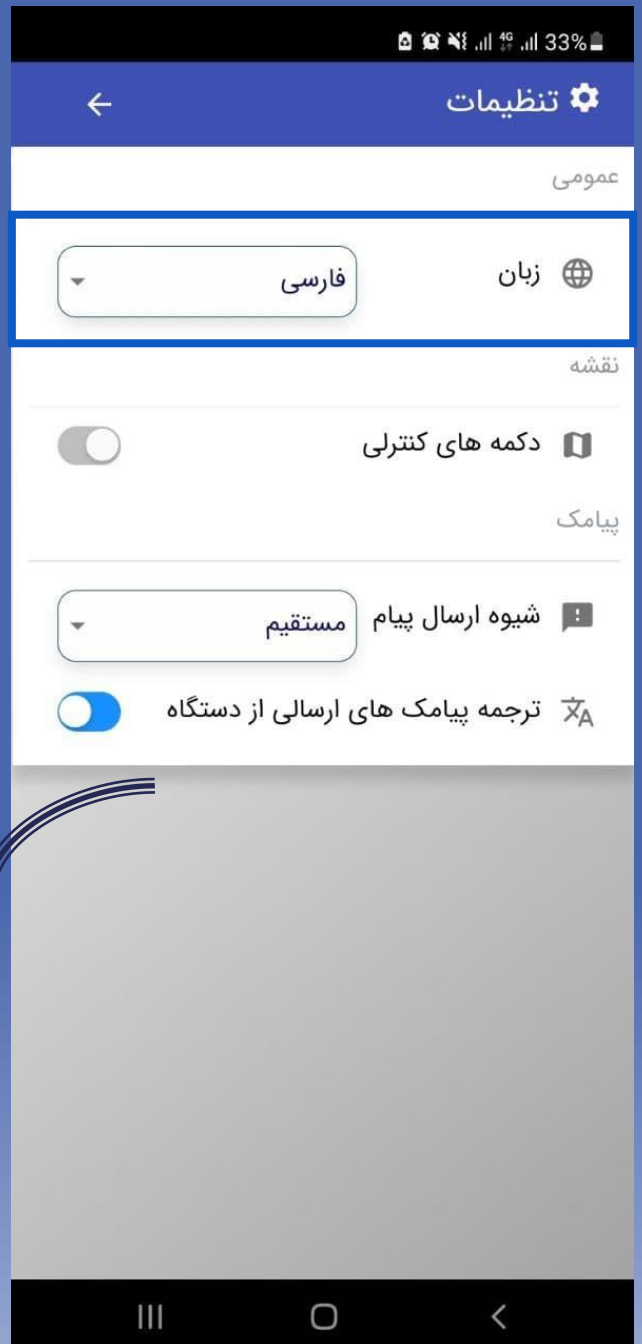 4G 33%
تنظیمات
عمومی
زبان فارسی
نقشه
دکمه های کنترلی
پیامک
شیوه ارسال پیام مستقیم
ترجمه پیامک های ارسالی از دستگاه